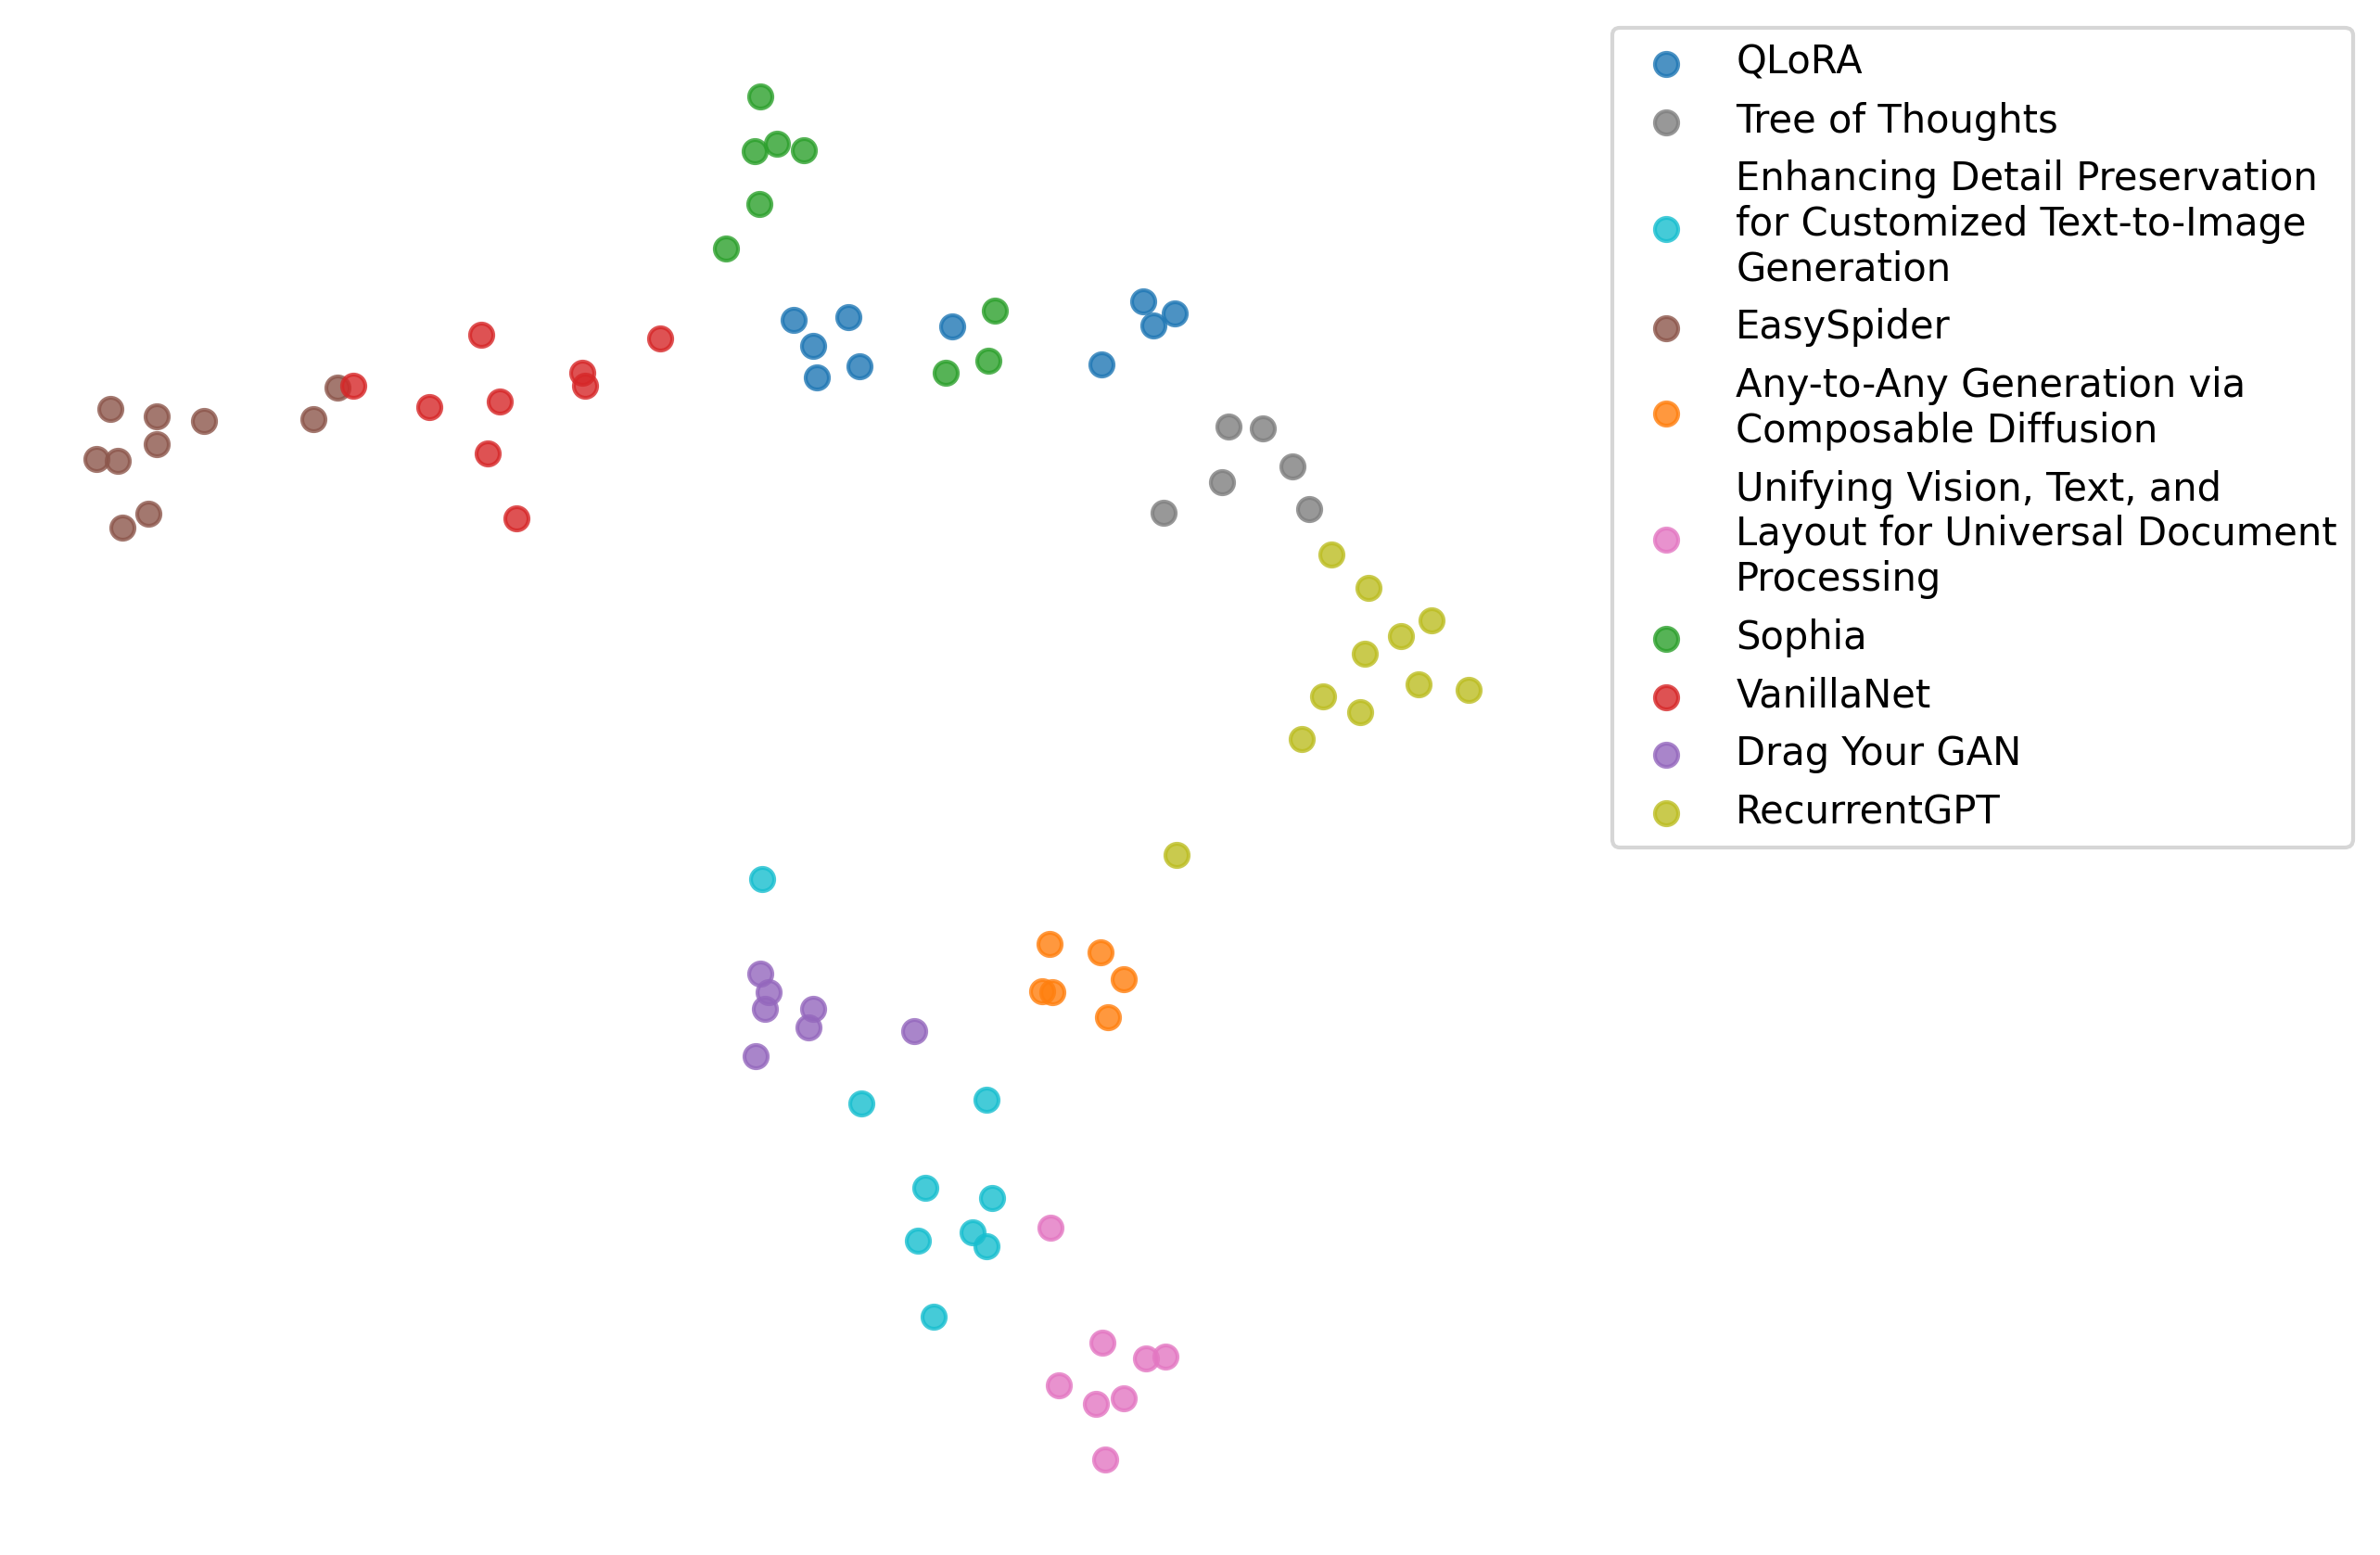 QLoRA
Tree of Thoughts
Enhancing Detail Preservation
for Customized Text-to-Image
Generation
EasySpider
Any-to-Any Generation via
Composable Diffusion
Unifying Vision, Text, and
Layout for Universal Document
Processing
Sophia
VanillaNet
Drag Your GAN
RecurrentGPT